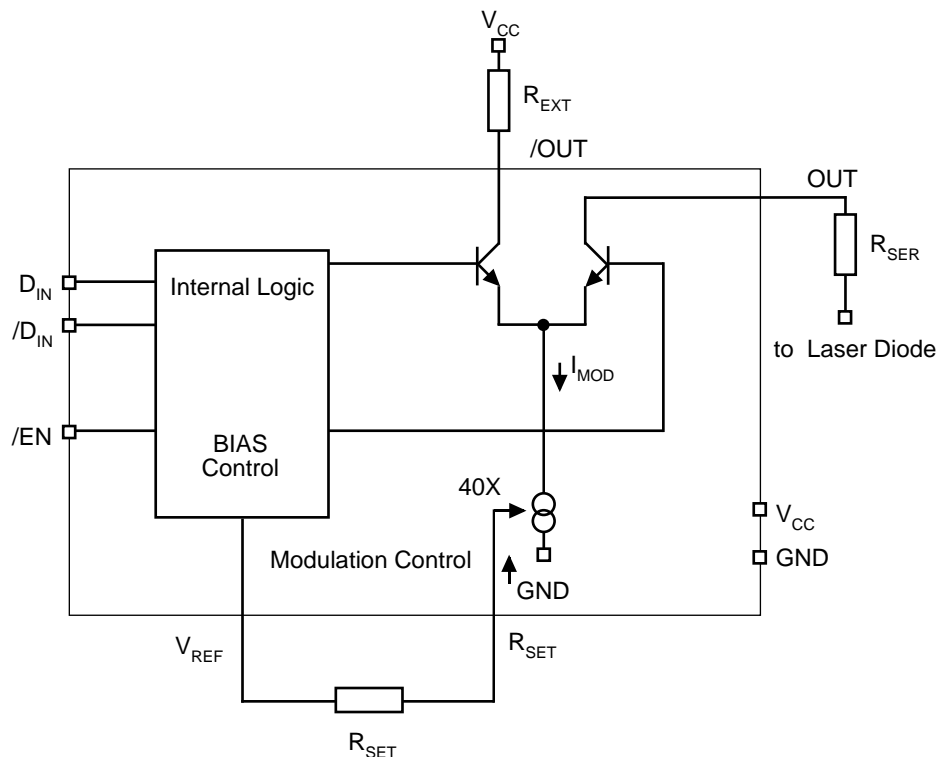 V_CC
R_EXT
/OUT
OUT
R_SER
D_IN
Internal Logic
/D_IN
to Laser Diode
I_MOD
/EN
BIAS
Control
40X
V_CC
Modulation Control
GND
GND
V_REF
R_SET
R_SET